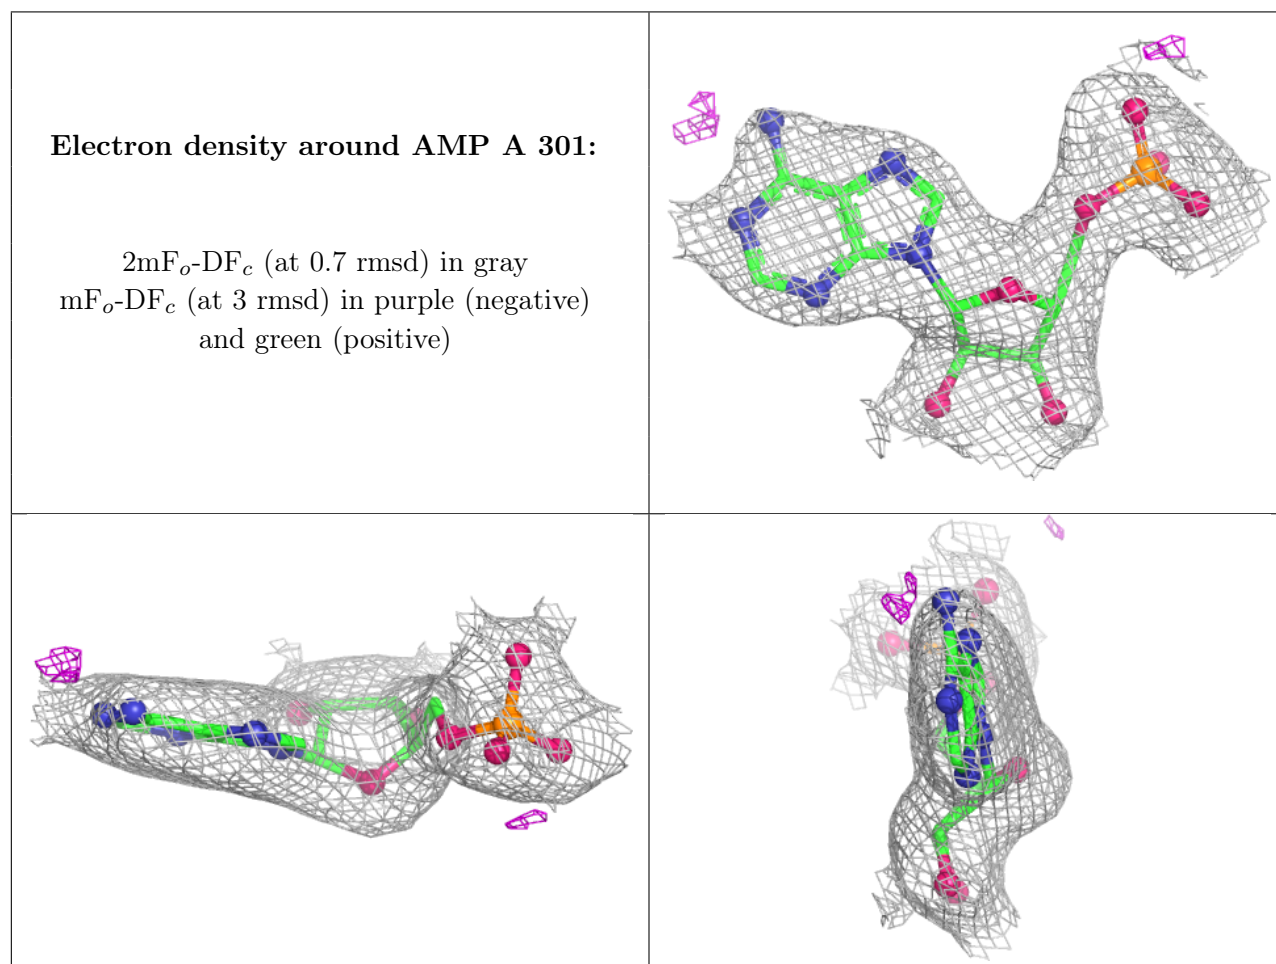 Electron density around AMP A 301:
2mFo-DFc (at 0.7 rmsd) in gray
mFo-DFc (at 3 rmsd) in purple (negative)
and green (positive)